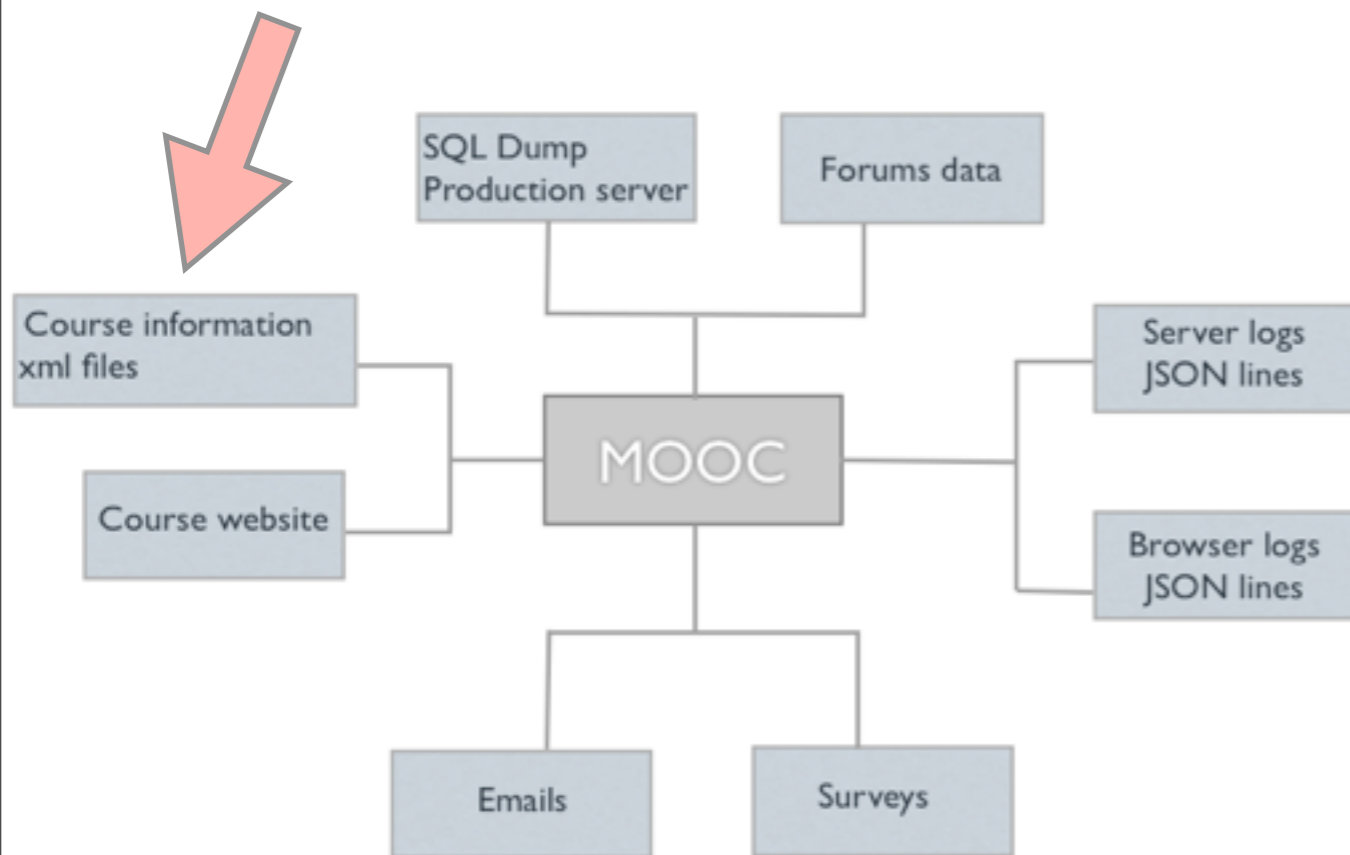 SQL Dump
Production server
Forums data
Course information
xml files
Server logs
JSON lines
MOOC
Course website
Browser logs
JSON lines
Emails
Surveys